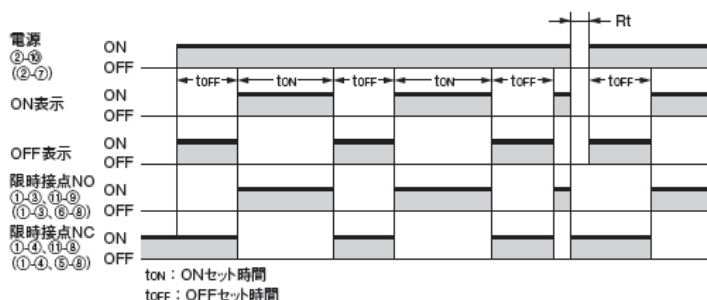 Rt
電源
②-⑩
(②-⑦)
ON
OFF
tOFF
tON
tOFF
tON
tOFF
tOFF
ON表示
ON
OFF
OFF表示
ON
OFF
限時接点NO
①-③、⑪-⑨
(①-③、⑥-⑧)
ON
OFF
限時接点NC
①-④、⑪-⑧
(①-④、⑤-⑧)
ON
OFF
tON：ONセット時間
tOFF：OFFセット時間